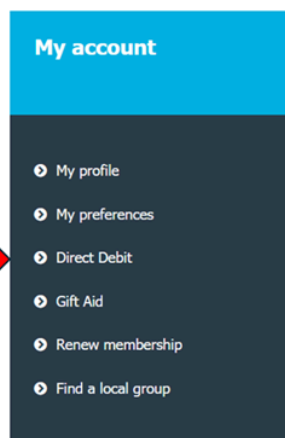 My account
My profile
My preferences
Direct Debit
Gift Aid
Renew membership
Find a local group